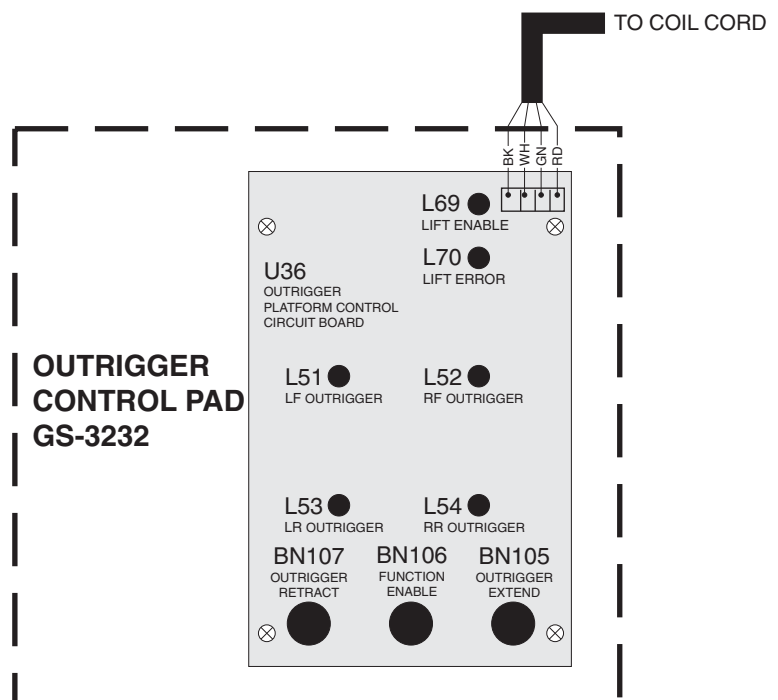 TO COIL CORD
BK
WH
GN
RD
L69
LIFT ENABLE
L70
LIFT ERROR
U36
OUTRIGGER
PLATFORM CONTROL
CIRCUIT BOARD
OUTRIGGER
CONTROL PAD
GS-3232
L51
LF OUTRIGGER
L52
RF OUTRIGGER
L53
LR OUTRIGGER
L54
RR OUTRIGGER
BN107
OUTRIGGER
RETRACT
BN106
FUNCTION
ENABLE
BN105
OUTRIGGER
EXTEND